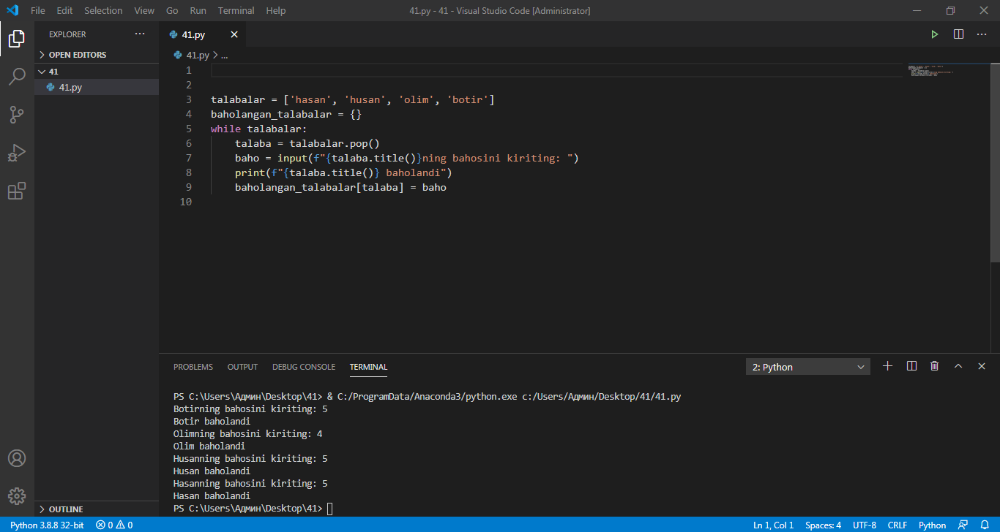 File Edit Selection View Go Run Terminal Help 41.py - 41 - Visual Studio Code [Administrator]
EXPLORER ...
OPEN EDITORS
41
41.py
41.py
41.py > ...
1
2
3 talabalar = ['hasan', 'husan', 'olim', 'botir']
4 baholangan_talabalar = {}
5 while talabalar:
6 talaba = talabalar.pop()
7 baho = input(f"{talaba.title()}ning bahosini kiriting: ")
8 print(f"{talaba.title()} baholandi")
9 baholangan_talabalar[talaba] = baho
10
PROBLEMS OUTPUT DEBUG CONSOLE TERMINAL 2: Python
PS C:\Users\Админ\Desktop\41> & C:/ProgramData/Anaconda3/python.exe c:/Users/Админ/Desktop/41/41.py
Botirning bahosini kiriting: 5
Botir baholandi
Olimning bahosini kiriting: 4
Olim baholandi
Husanning bahosini kiriting: 5
Husan baholandi
Hasanning bahosini kiriting: 5
Hasan baholandi
PS C:\Users\Админ\Desktop\41>
OUTLINE
Python 3.8.8 32-bit 0 0 Ln 1, Col 1 Spaces: 4 UTF-8 CRLF Python